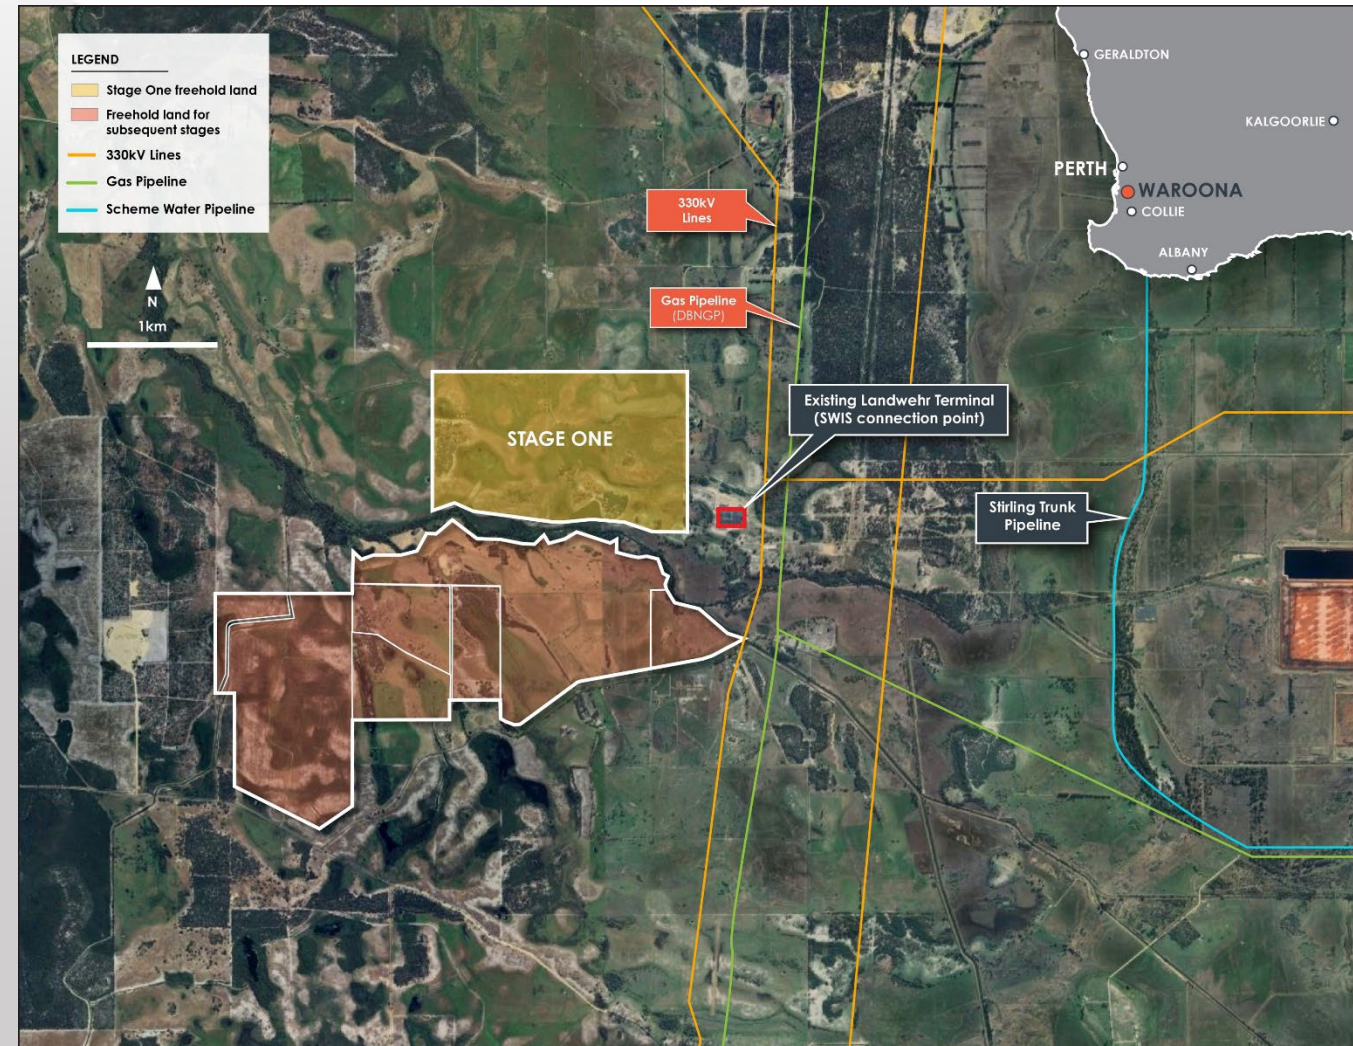 LEGEND
Stage One freehold land
Freehold land for
subsequent stages
330kV Lines
Gas Pipeline
Scheme Water Pipeline
N
1km
330kV
Lines
Gas Pipeline
(DBNGP)
STAGE ONE
Existing Landwehr Terminal
(SWIS connection point)
Stirling Trunk
Pipeline
GERALDTON
KALGOORLIE
PERTH
WAROONA
COLLIE
ALBANY